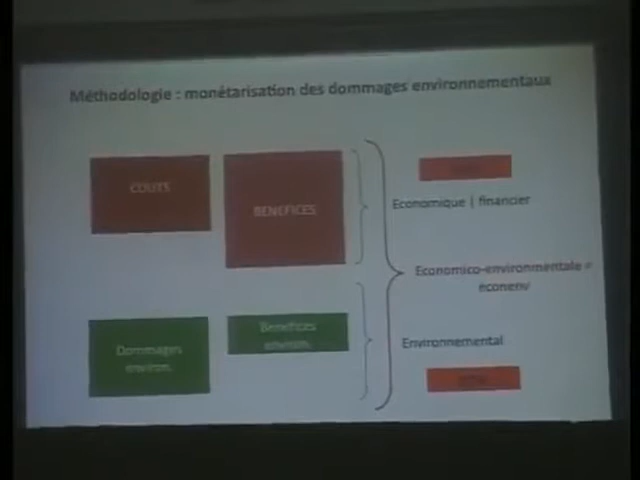 Méthodologie : monétarisation des dommages environnementaux
COUTS
BENEFICES
Economique | financier
Economico-environnementale =
econenv
Dommages
environ.
Benefices
environ.
Environnemental